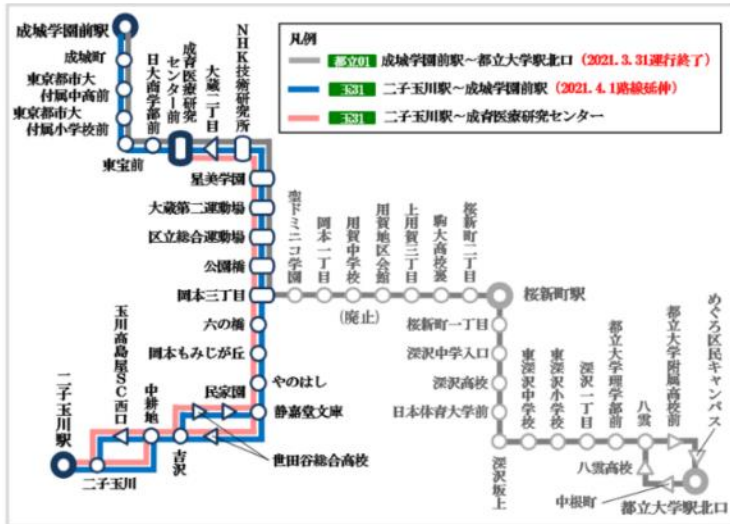 成城学園前駅
成城町
東京都市大
付属中高前
東京都市大
付属小学校前
東宝前
日大商学部前
成育医療研究
センター前
大蔵二丁目
NHK技術研究所
凡例
都立01 成城学園前駅～都立大学駅北口 (2021.3.31運行終了)
玉31 二子玉川駅～成城学園前駅 (2021.4.1路線延伸)
玉31 二子玉川駅～成育医療研究センター
星美学園
大蔵第二運動場
区立総合運動場
公園橋
岡本三丁目
聖ドミニコ学園
岡本一丁目
用賀中学校
用賀地区会館
上用賀三丁目
駒大高校裏
桜新町二丁目
(廃止)
桜新町駅
六の橋
岡本もみじが丘
やのはし
民家園
静嘉堂文庫
世田谷総合高校
吉沢
中耕地
玉川高島屋SC西口
二子玉川駅
二子玉川
桜新町一丁目
深沢中学入口
深沢高校
日本体育大学前
深沢坂上
東深沢中学校
東深沢小学校
深沢一丁目
都立大学理学部前
八雲
都立大学附属高校前
めぐろ区民キャンパス
八雲高校
中根町
都立大学駅北口